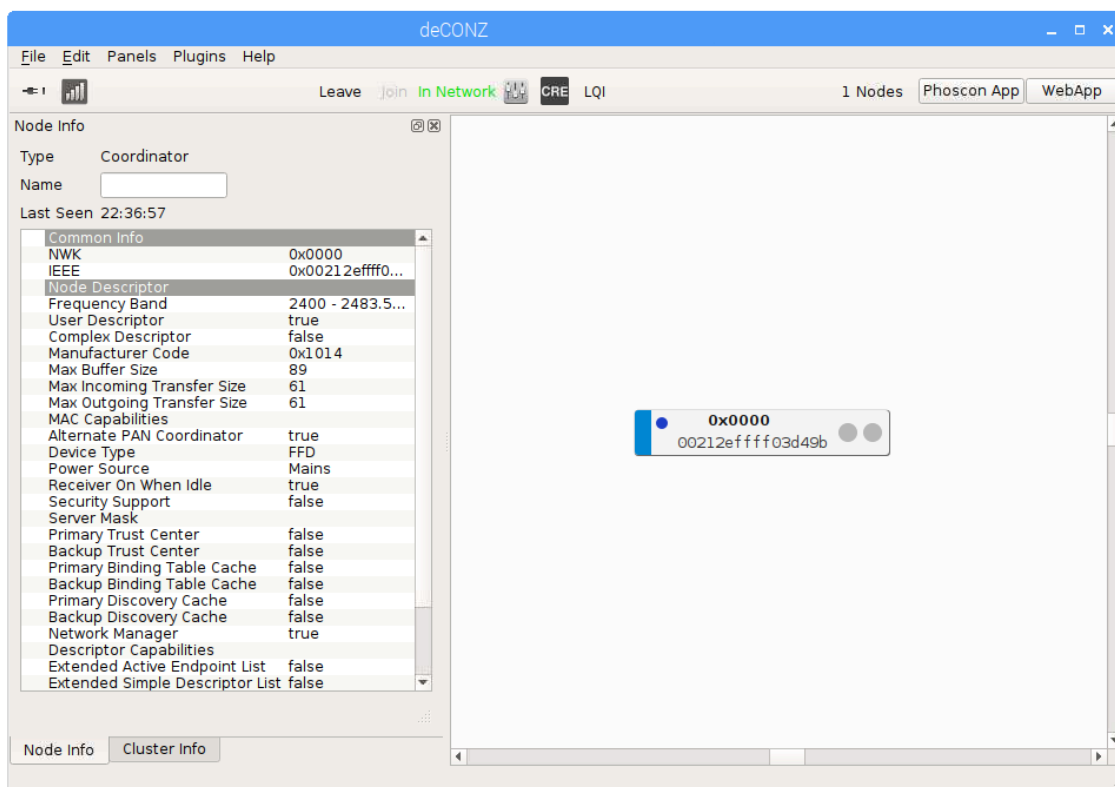 deCONZ
File Edit Panels Plugins Help
Leave Join In Network CRE LQI 1 Nodes Phoscon App WebApp
Node Info
Type Coordinator
Name
Last Seen 22:36:57
Common Info
NWK 0x0000
IEEE 0x00212effff0...
Node Descriptor
Frequency Band 2400 - 2483.5...
User Descriptor true
Complex Descriptor false
Manufacturer Code 0x1014
Max Buffer Size 89
Max Incoming Transfer Size 61
Max Outgoing Transfer Size 61
MAC Capabilities
Alternate PAN Coordinator true
Device Type FFD
Power Source Mains
Receiver On When Idle true
Security Support false
Server Mask
Primary Trust Center false
Backup Trust Center false
Primary Binding Table Cache false
Backup Binding Table Cache false
Primary Discovery Cache false
Backup Discovery Cache false
Network Manager true
Descriptor Capabilities
Extended Active Endpoint List false
Extended Simple Descriptor List false
Node Info Cluster Info
0x0000
00212effff03d49b